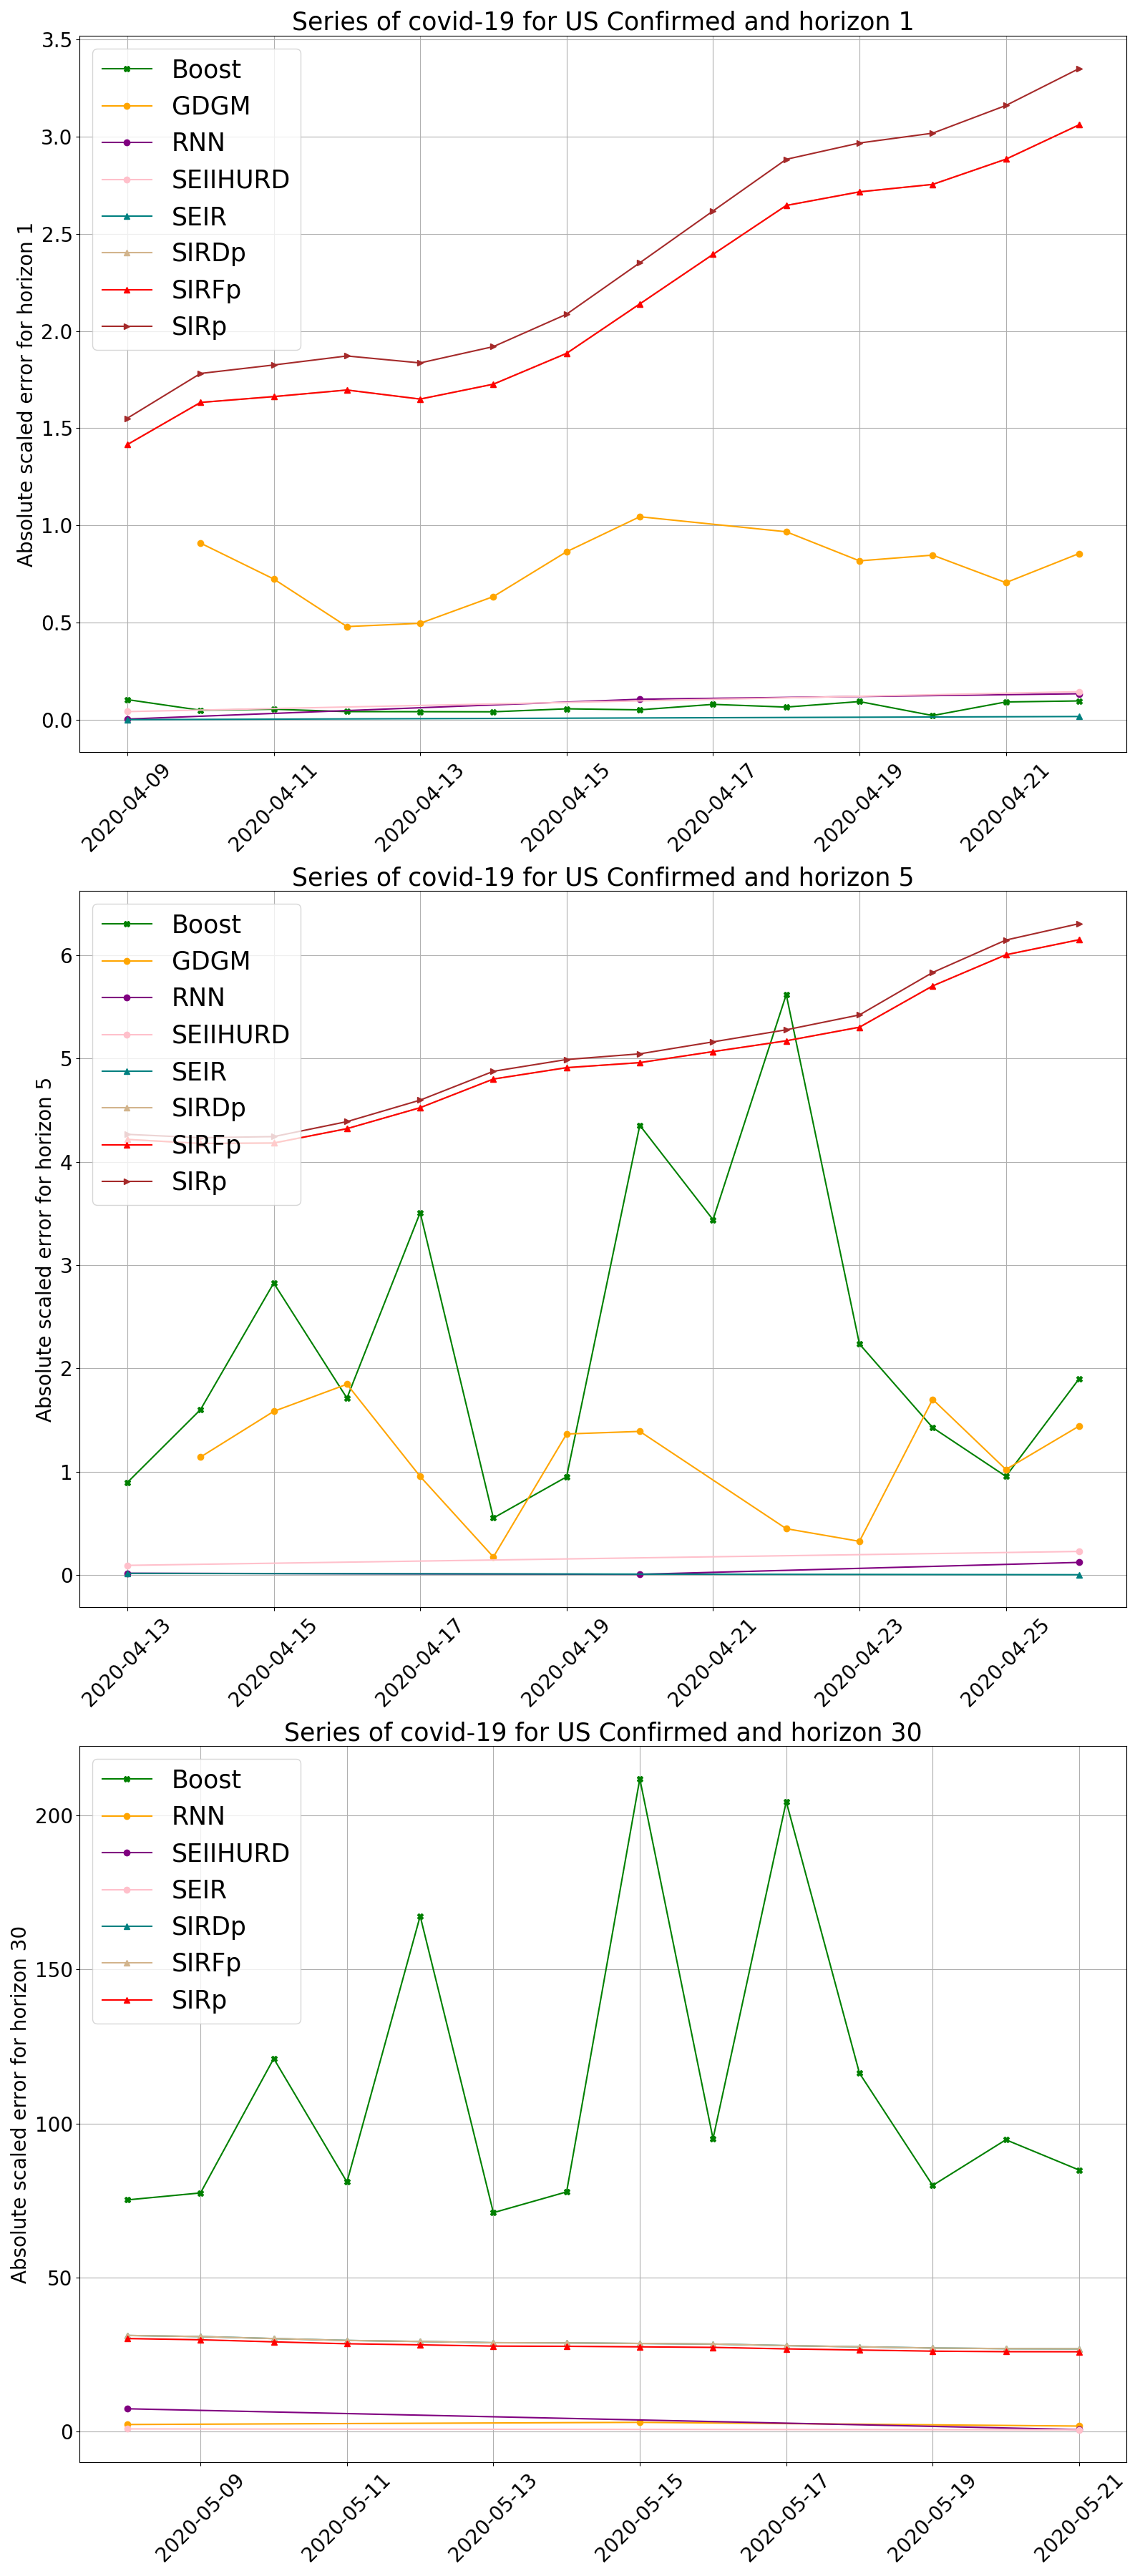 Series of covid-19 for US Confirmed and horizon 1
Absolute scaled error for horizon 1
3.5
3.0
2.5
2.0
1.5
1.0
0.5
0.0
Boost
GDGM
RNN
SEIIHURD
SEIR
SIRDp
SIRFp
SIRp
2020-04-09
2020-04-11
2020-04-13
2020-04-15
2020-04-17
2020-04-19
2020-04-21
Series of covid-19 for US Confirmed and horizon 5
Absolute scaled error for horizon 5
6
5
4
3
2
1
0
Boost
GDGM
RNN
SEIIHURD
SEIR
SIRDp
SIRFp
SIRp
2020-04-13
2020-04-15
2020-04-17
2020-04-19
2020-04-21
2020-04-23
2020-04-25
Series of covid-19 for US Confirmed and horizon 30
Absolute scaled error for horizon 30
200
150
100
50
0
Boost
RNN
SEIIHURD
SEIR
SIRDp
SIRFp
SIRp
2020-05-09
2020-05-11
2020-05-13
2020-05-15
2020-05-17
2020-05-19
2020-05-21